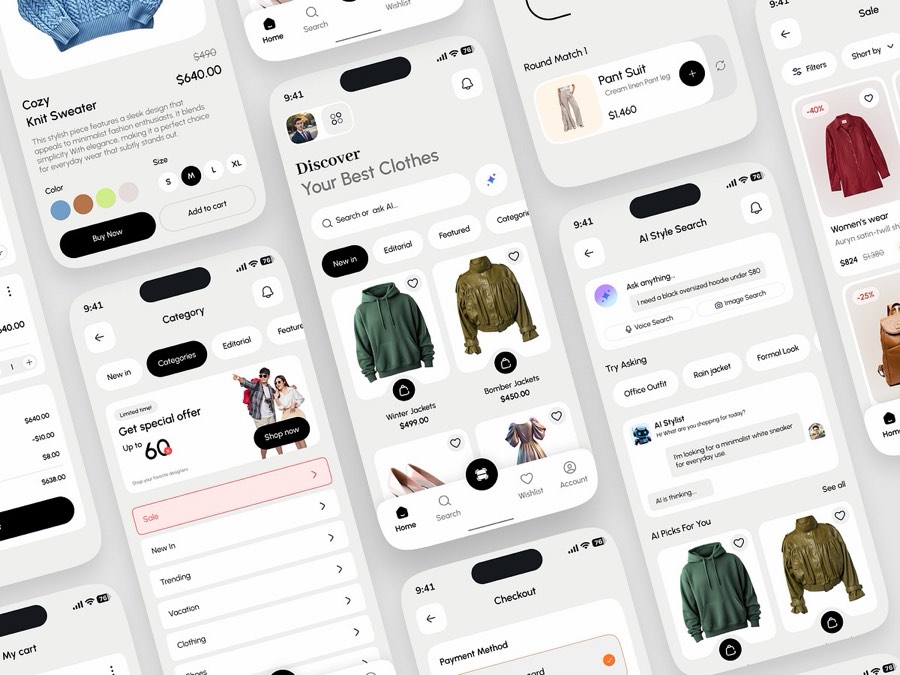 $490
$640.00
Cozy
Knit Sweater
This stylish piece features a sleek design that
appeals to minimalist fashion enthusiasts. It blends
simplicity With elegance, making it a perfect choice
for everyday wear that subtly stands out.
Color
Size
S
M
L
XL
Buy Now
Add to cart
Home
Search
Wishlist
9:41
76
Discover
Your Best Clothes
Search or ask AI...
New in
Editorial
Featured
Winter Jackets
$499.00
Bomber Jackets
$450.00
Home
Search
Wishlist
Account
Round Match 1
Pant Suit
Cream linen Pant leg
$1.460
Sale
Filters
Short by
-40%
Women's wear
$824
$1380
-25%
9:41
76
AI Style Search
Ask anything...
I need a black oversized hoodie under $80
Voice Search
Image Search
Try Asking
Office Outfit
Rain jacket
Formal Look
AI Stylist
Hi! What are you shopping for today?
I'm looking for a minimalist white sneaker
for everyday use.
AI is thinking...
AI Picks For You
See all
9:41
76
Category
New in
Categories
Editorial
Limited time!
Get special offer
Up to 60
Shop your favorite designers
Shop now
Sale
New In
Trending
Vacation
Clothing
1
$640.00
-$10.00
$8.00
$638.00
76
My cart
9:41
76
Checkout
Payment Method